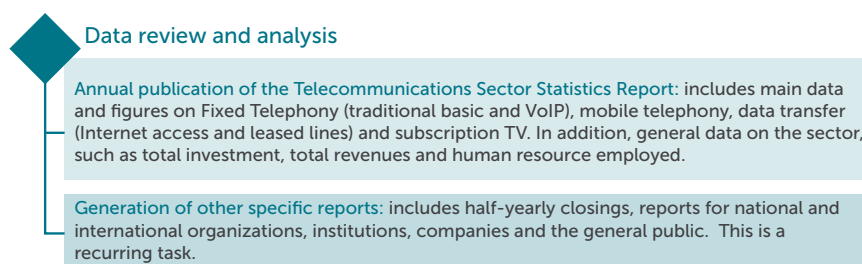 Data review and analysis
Annual publication of the Telecommunications Sector Statistics Report: includes main data
and figures on Fixed Telephony (traditional basic and VoIP), mobile telephony, data transfer
(Internet access and leased lines) and subscription TV. In addition, general data on the sector,
such as total investment, total revenues and human resource employed.
Generation of other specific reports: includes half-yearly closings, reports for national and
international organizations, institutions, companies and the general public. This is a
recurring task.